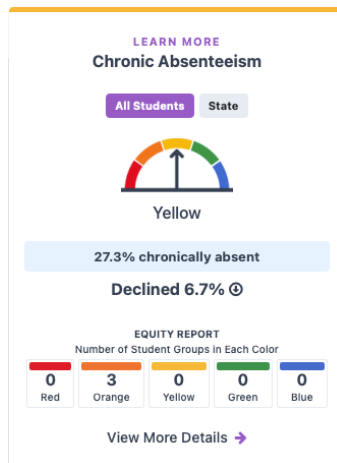 LEARN MORE
Chronic Absenteeism
All Students State
Yellow
27.3% chronically absent
Declined 6.7%
EQUITY REPORT
Number of Student Groups in Each Color
0 3 0 0 0
Red Orange Yellow Green Blue
View More Details